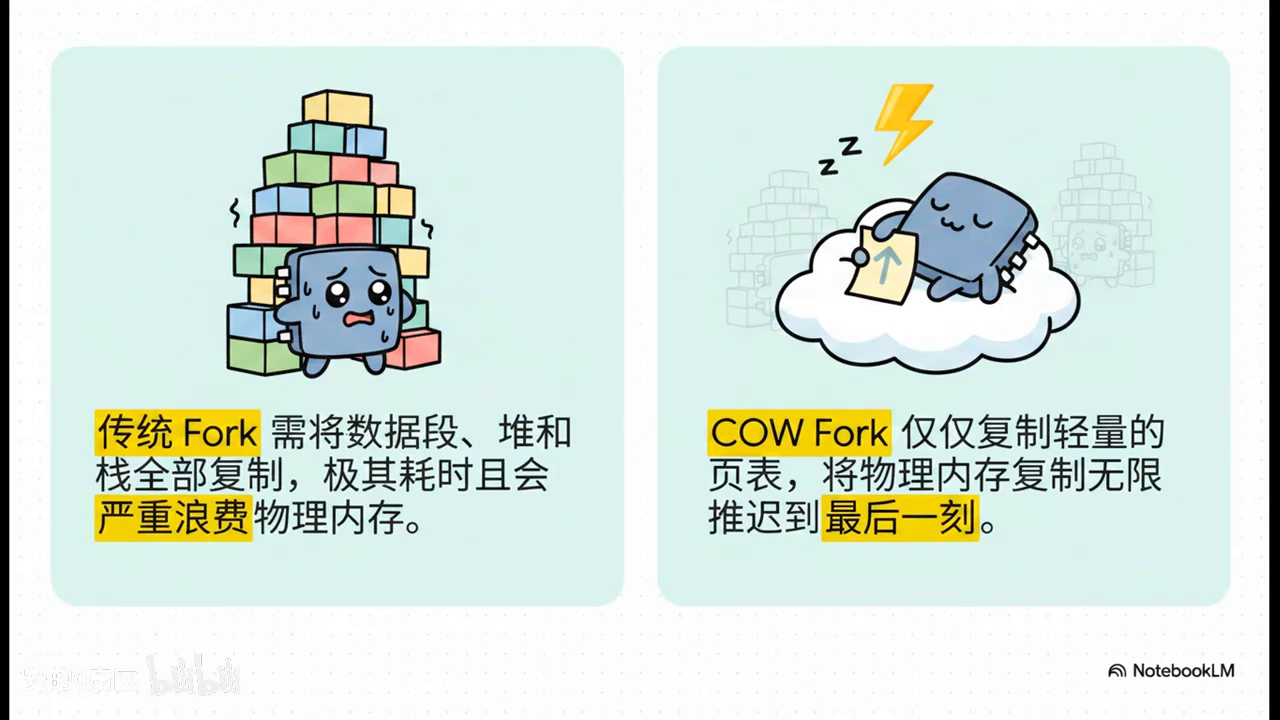 z z
传统 Fork 需将数据段、堆和
栈全部复制，极其耗时且会
严重浪费物理内存。
COW Fork 仅仅复制轻量的
页表，将物理内存复制无限
推迟到最后一刻。
bilibili
NotebookLM